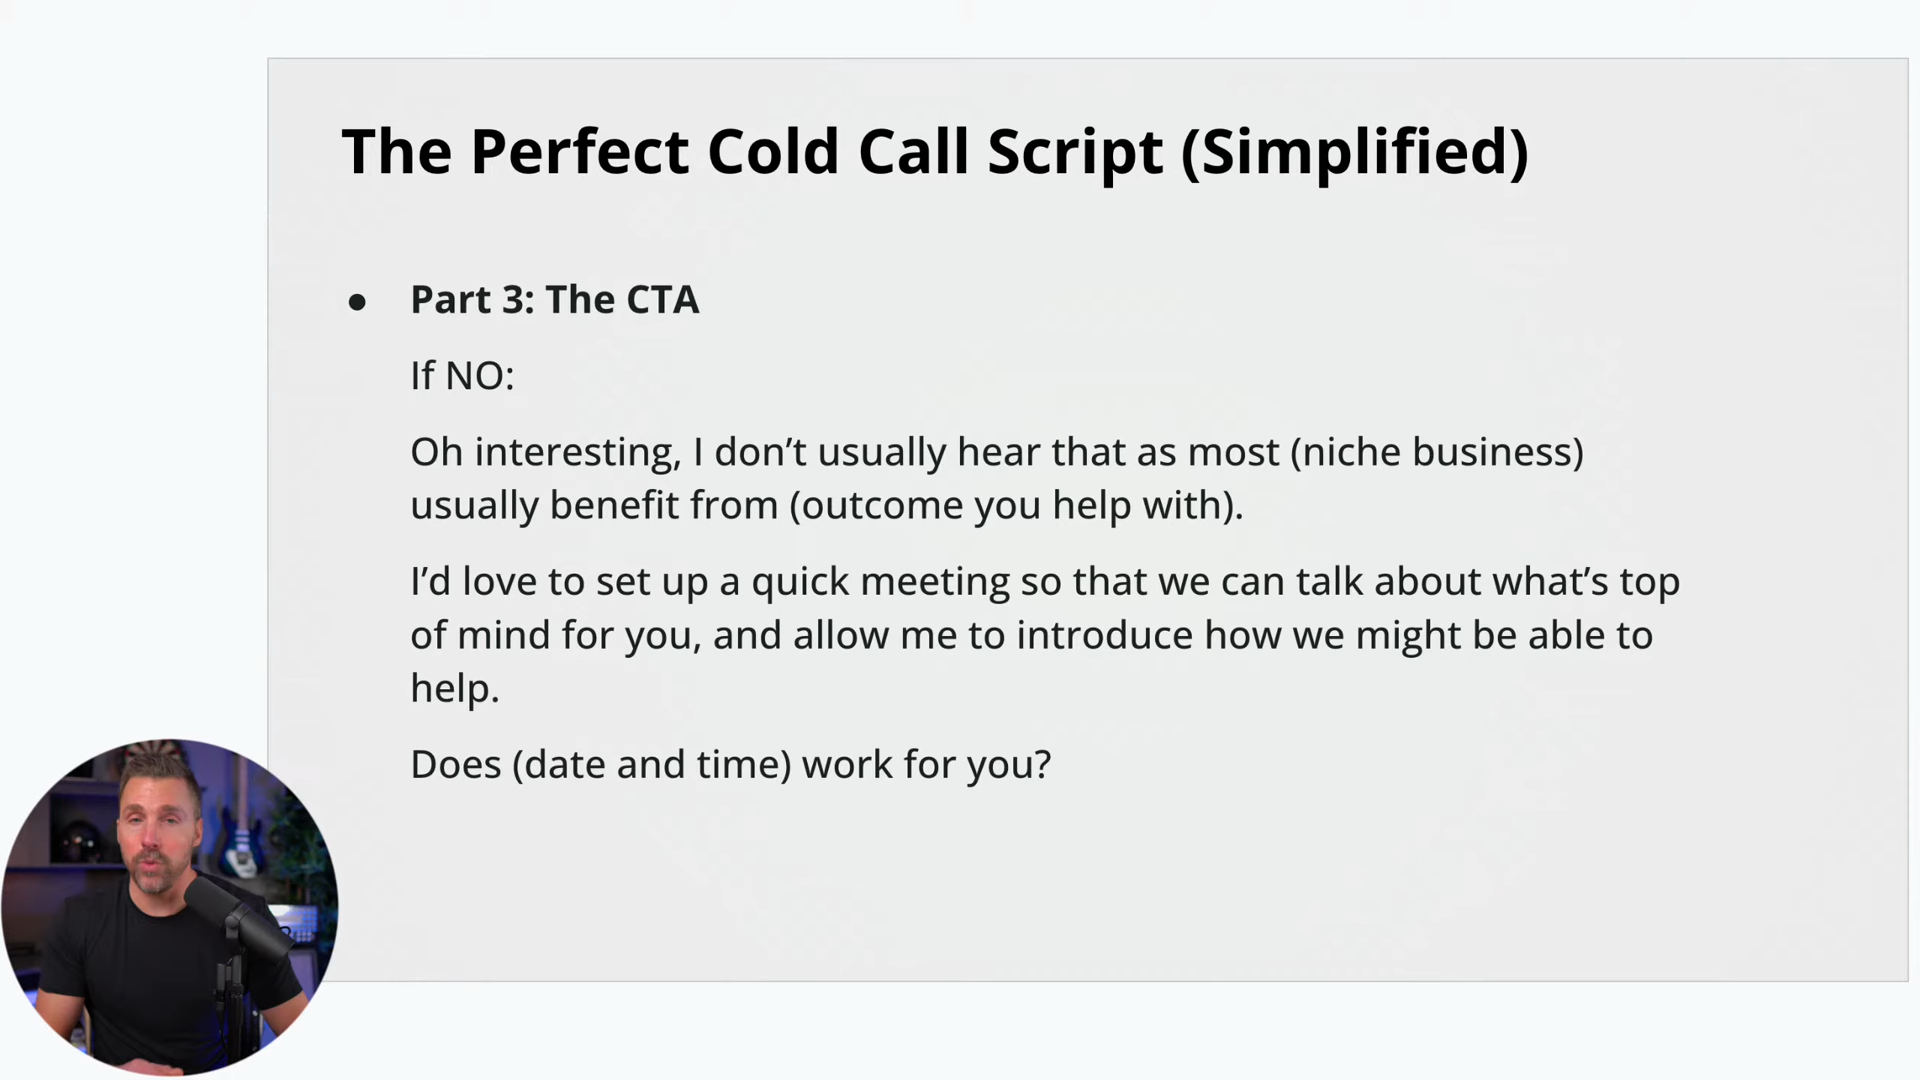 The Perfect Cold Call Script (Simplified)
● Part 3: The CTA
If NO:
Oh interesting, I don’t usually hear that as most (niche business)
usually benefit from (outcome you help with).
I’d love to set up a quick meeting so that we can talk about what’s top
of mind for you, and allow me to introduce how we might be able to
help.
Does (date and time) work for you?